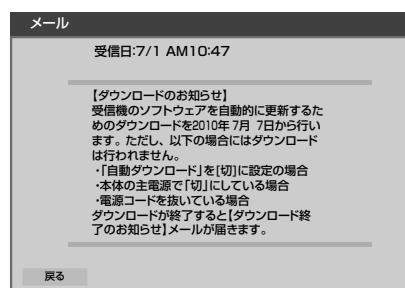 メール
受信日:7/1 AM10:47
【ダウンロードのお知らせ】
受信機のソフトウェアを自動的に更新するた
めのダウンロードを2010年 7月 7日から行い
ます。ただし、以下の場合にはダウンロード
は行われません。
・「自動ダウンロード」を[切]に設定の場合
・本体の主電源で「切」にしている場合
・電源コードを抜いている場合
ダウンロードが終了すると【ダウンロード終
了のお知らせ】メールが届きます。
戻る